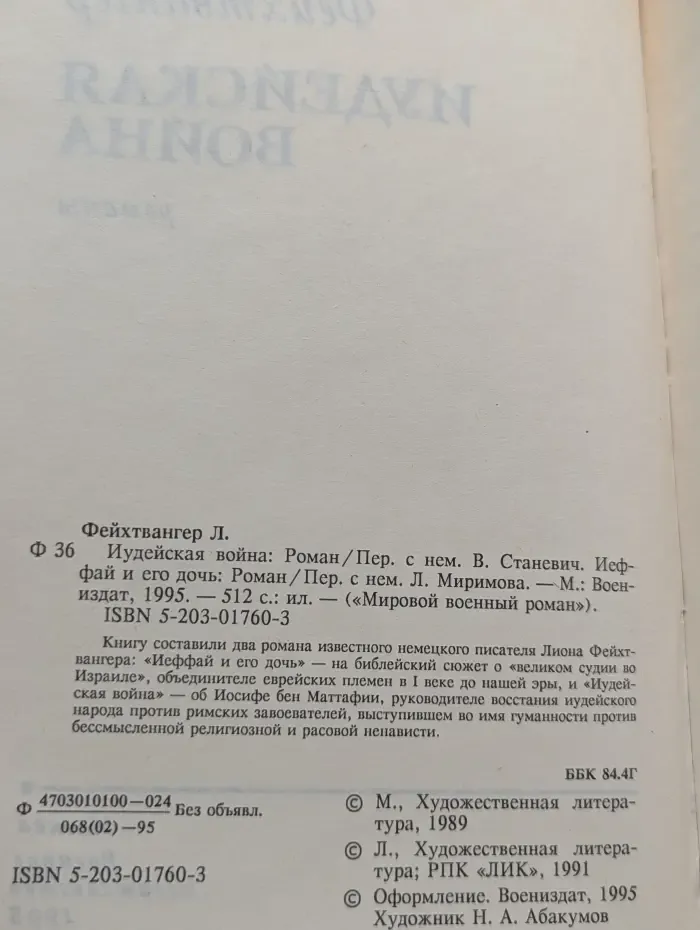 Фейхтвангер
ИУДЕЙСКАЯ
ВОЙНА
романы
Фейхтвангер Л.
Ф 36 Иудейская война: Роман/Пер. с нем. В. Станевич. Иеф-
фай и его дочь: Роман/Пер. с нем. Л. Миримова. — М.: Воен-
издат, 1995. — 512 с.: ил. — («Мировой военный роман»).
ISBN 5-203-01760-3
Книгу составили два романа известного немецкого писателя Лиона Фейхт-
вангера: «Иеффай и его дочь» — на библейский сюжет о «великом судии во
Израиле», объединителе еврейских племен в I веке до нашей эры, и «Иудей-
ская война» — об Иосифе бен Маттафии, руководителе восстания иудейского
народа против римских завоевателей, выступившем во имя гуманности против
бессмысленной религиозной и расовой ненависти.
ББК 84.4Г
Ф 4703010100—024 Без объявл.
068(02)—95
ISBN 5-203-01760-3
© М., Художественная литера-
тура, 1989
© Л., Художественная литера-
тура; РПК «ЛИК», 1991
© Оформление. Воениздат, 1995
Художник Н. А. Абакумов